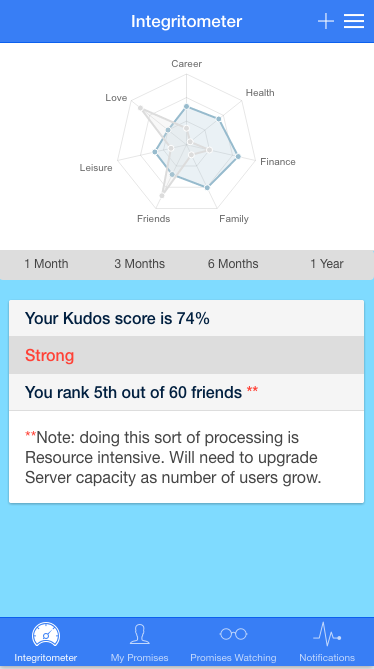 Integritometer
Career
Love
Health
Leisure
Finance
Friends
Family
1 Month 3 Months 6 Months 1 Year
Your Kudos score is 74%
Strong
You rank 5th out of 60 friends **
**Note: doing this sort of processing is
Resource intensive. Will need to upgrade
Server capacity as number of users grow.
Integritometer My Promises Promises Watching Notifications